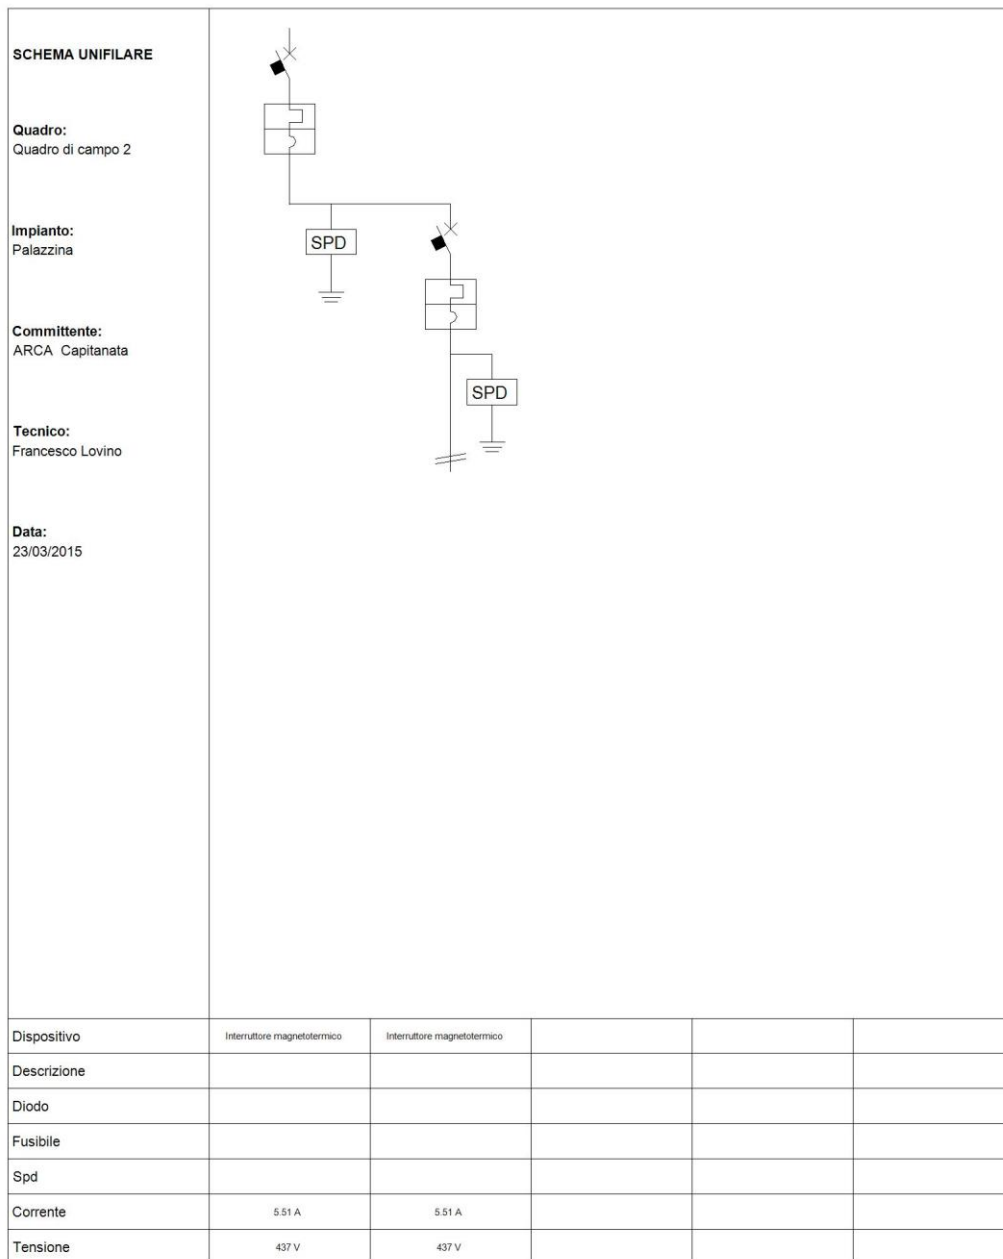 SCHEMA UNIFILARE
Quadro:
Quadro di campo 2
Impianto:
Palazzina
Committente:
ARCA Capitanata
Tecnico:
Francesco Lovino
Data:
23/03/2015
SPD
SPD
Dispositivo Interruttore magnetotermico Interruttore magnetotermico
Descrizione
Diodo
Fusibile
Spd
Corrente 5.51 A 5.51 A
Tensione 437 V 437 V